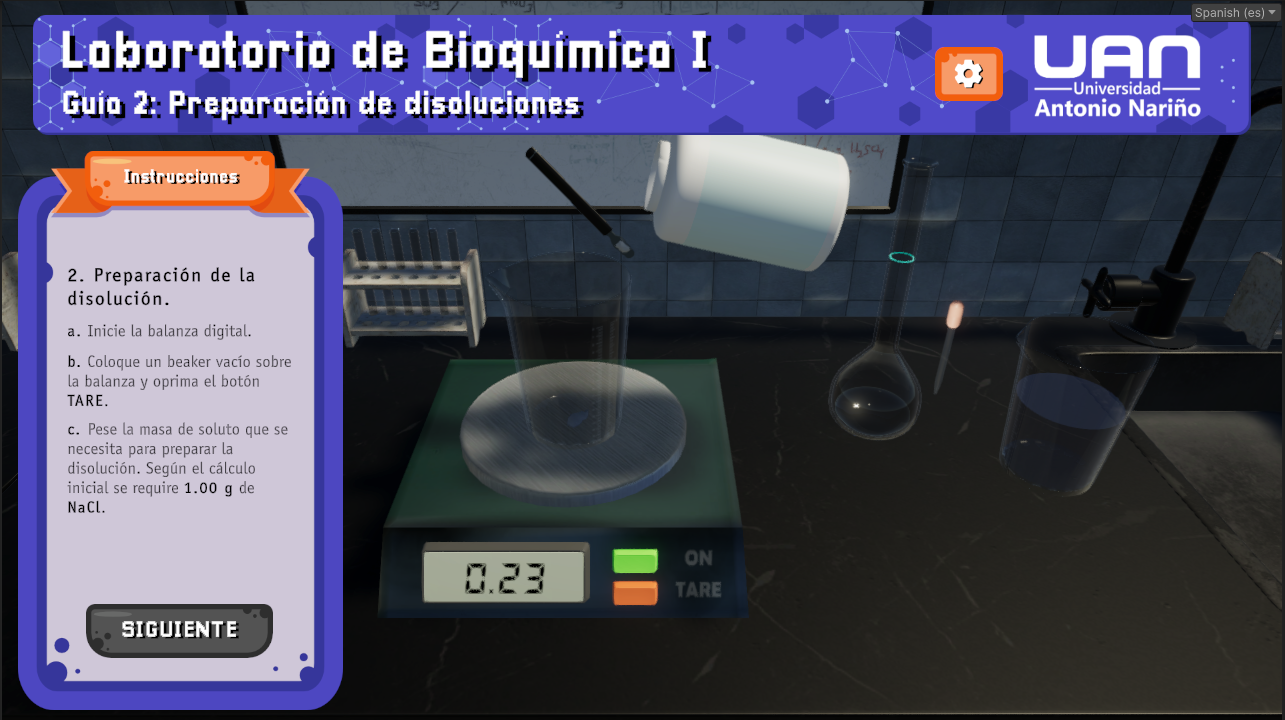 Spanish (es)
Laboratorio de Bioquímica I
Guía 2: Preparación de disoluciones
UAN
Universidad
Antonio Nariño
Instrucciones
2. Preparación de la
disolución.
a. Inicie la balanza digital.
b. Coloque un beaker vacío sobre
la balanza y oprima el botón
TARE.
c. Pese la masa de soluto que se
necesita para preparar la
disolución. Según el cálculo
inicial se require 1.00 g de
NaCl.
SIGUIENTE
0.23
ON
TARE